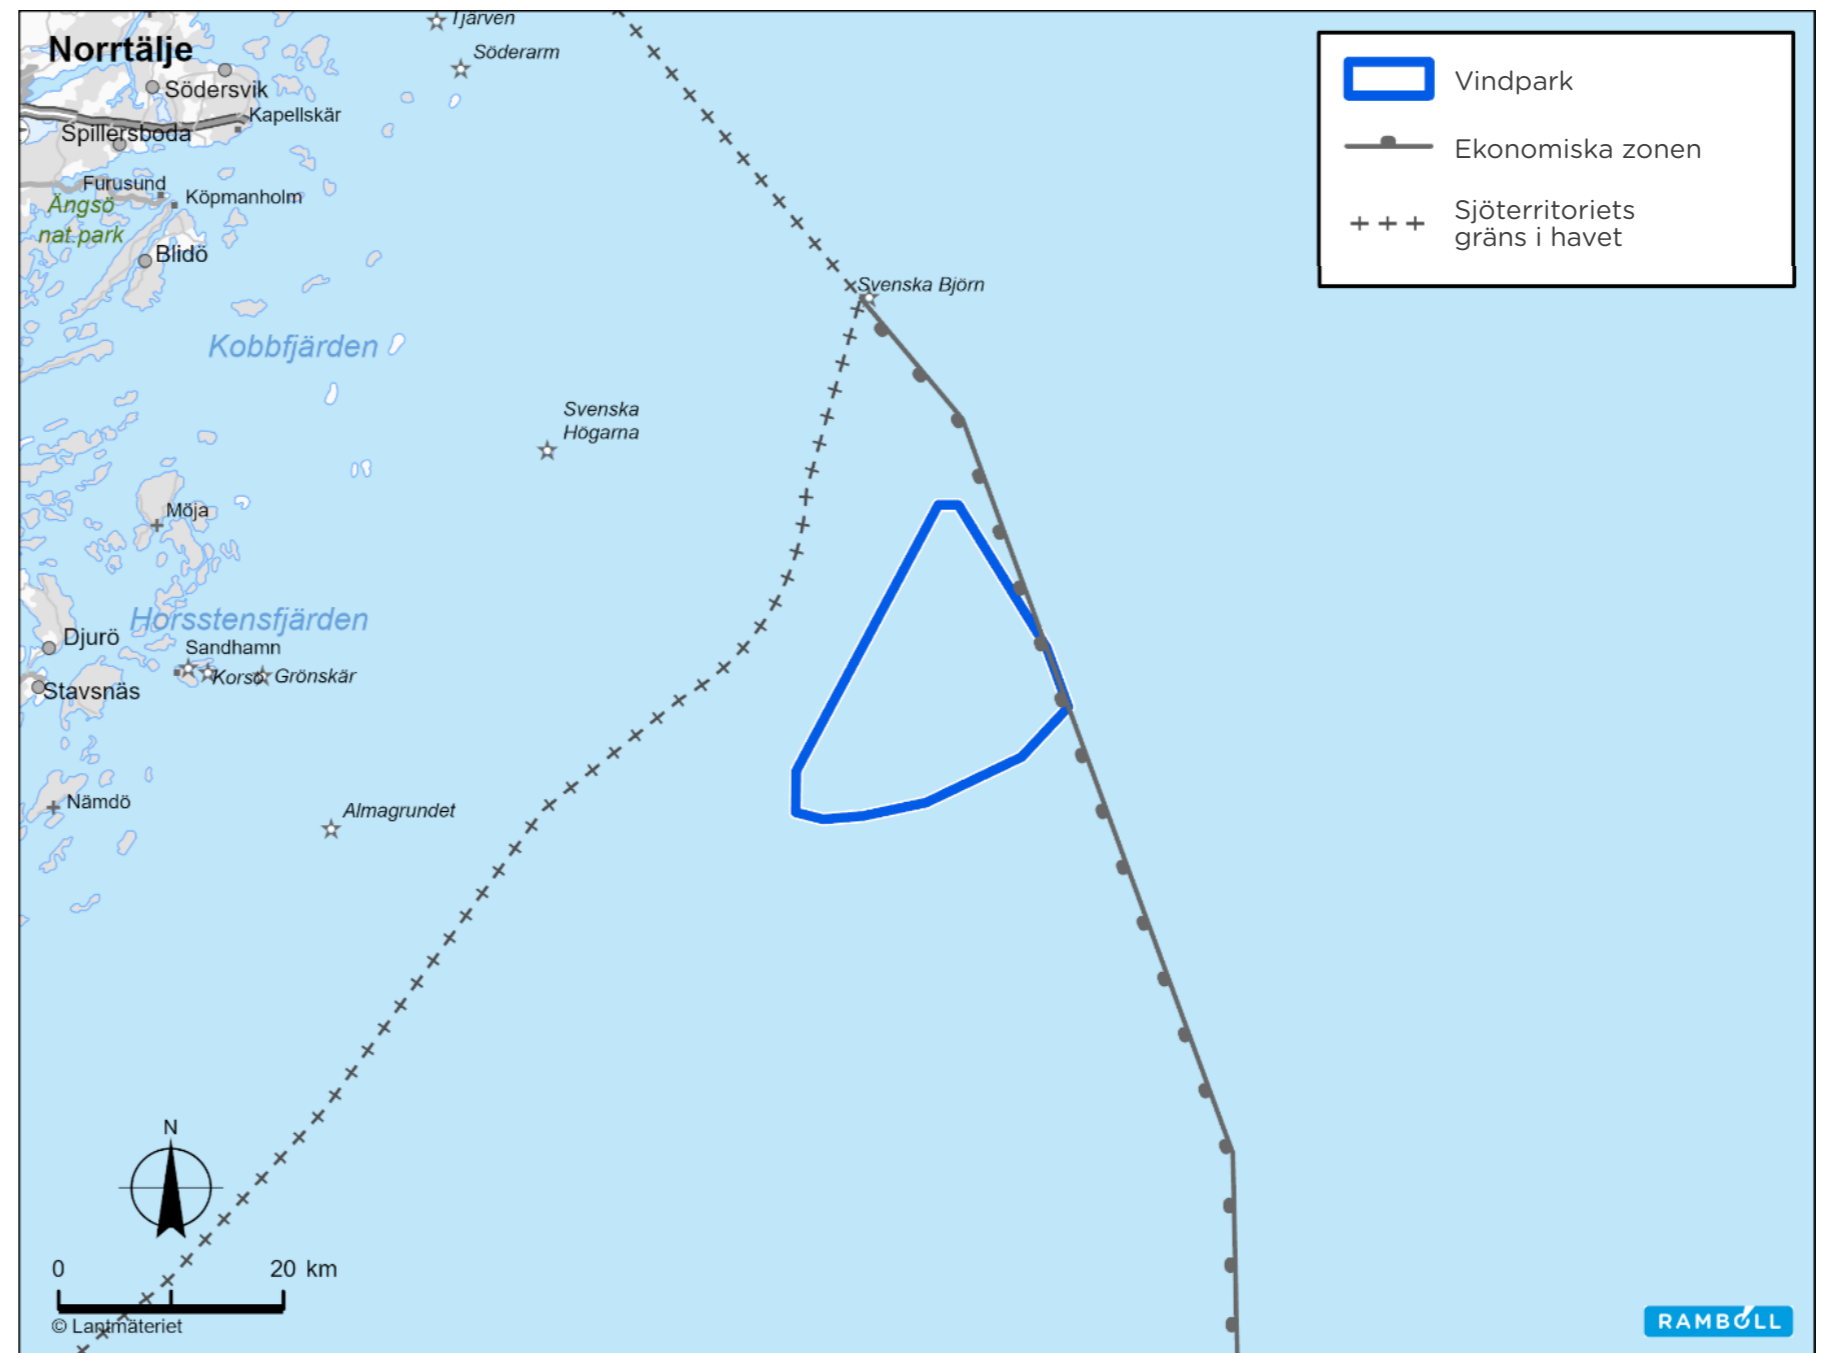 Tjärven
Söderarm
Norrtälje
Södersvik
Kapellskär
Spillersboda
Furusund
Köpmanholm
Ängsö
nat.park
Blidö
Svenska Björn
Kobbfjärden
Svenska
Högarna
Möja
Horsstensfjärden
Djurö
Sandhamn
Korsö
Grönskär
Stavsnäs
Nämdö
Almagrundet
Vindpark
Ekonomiska zonen
Sjöterritoriets
gräns i havet
N
0 20 km
© Lantmäteriet
RAMBOLL